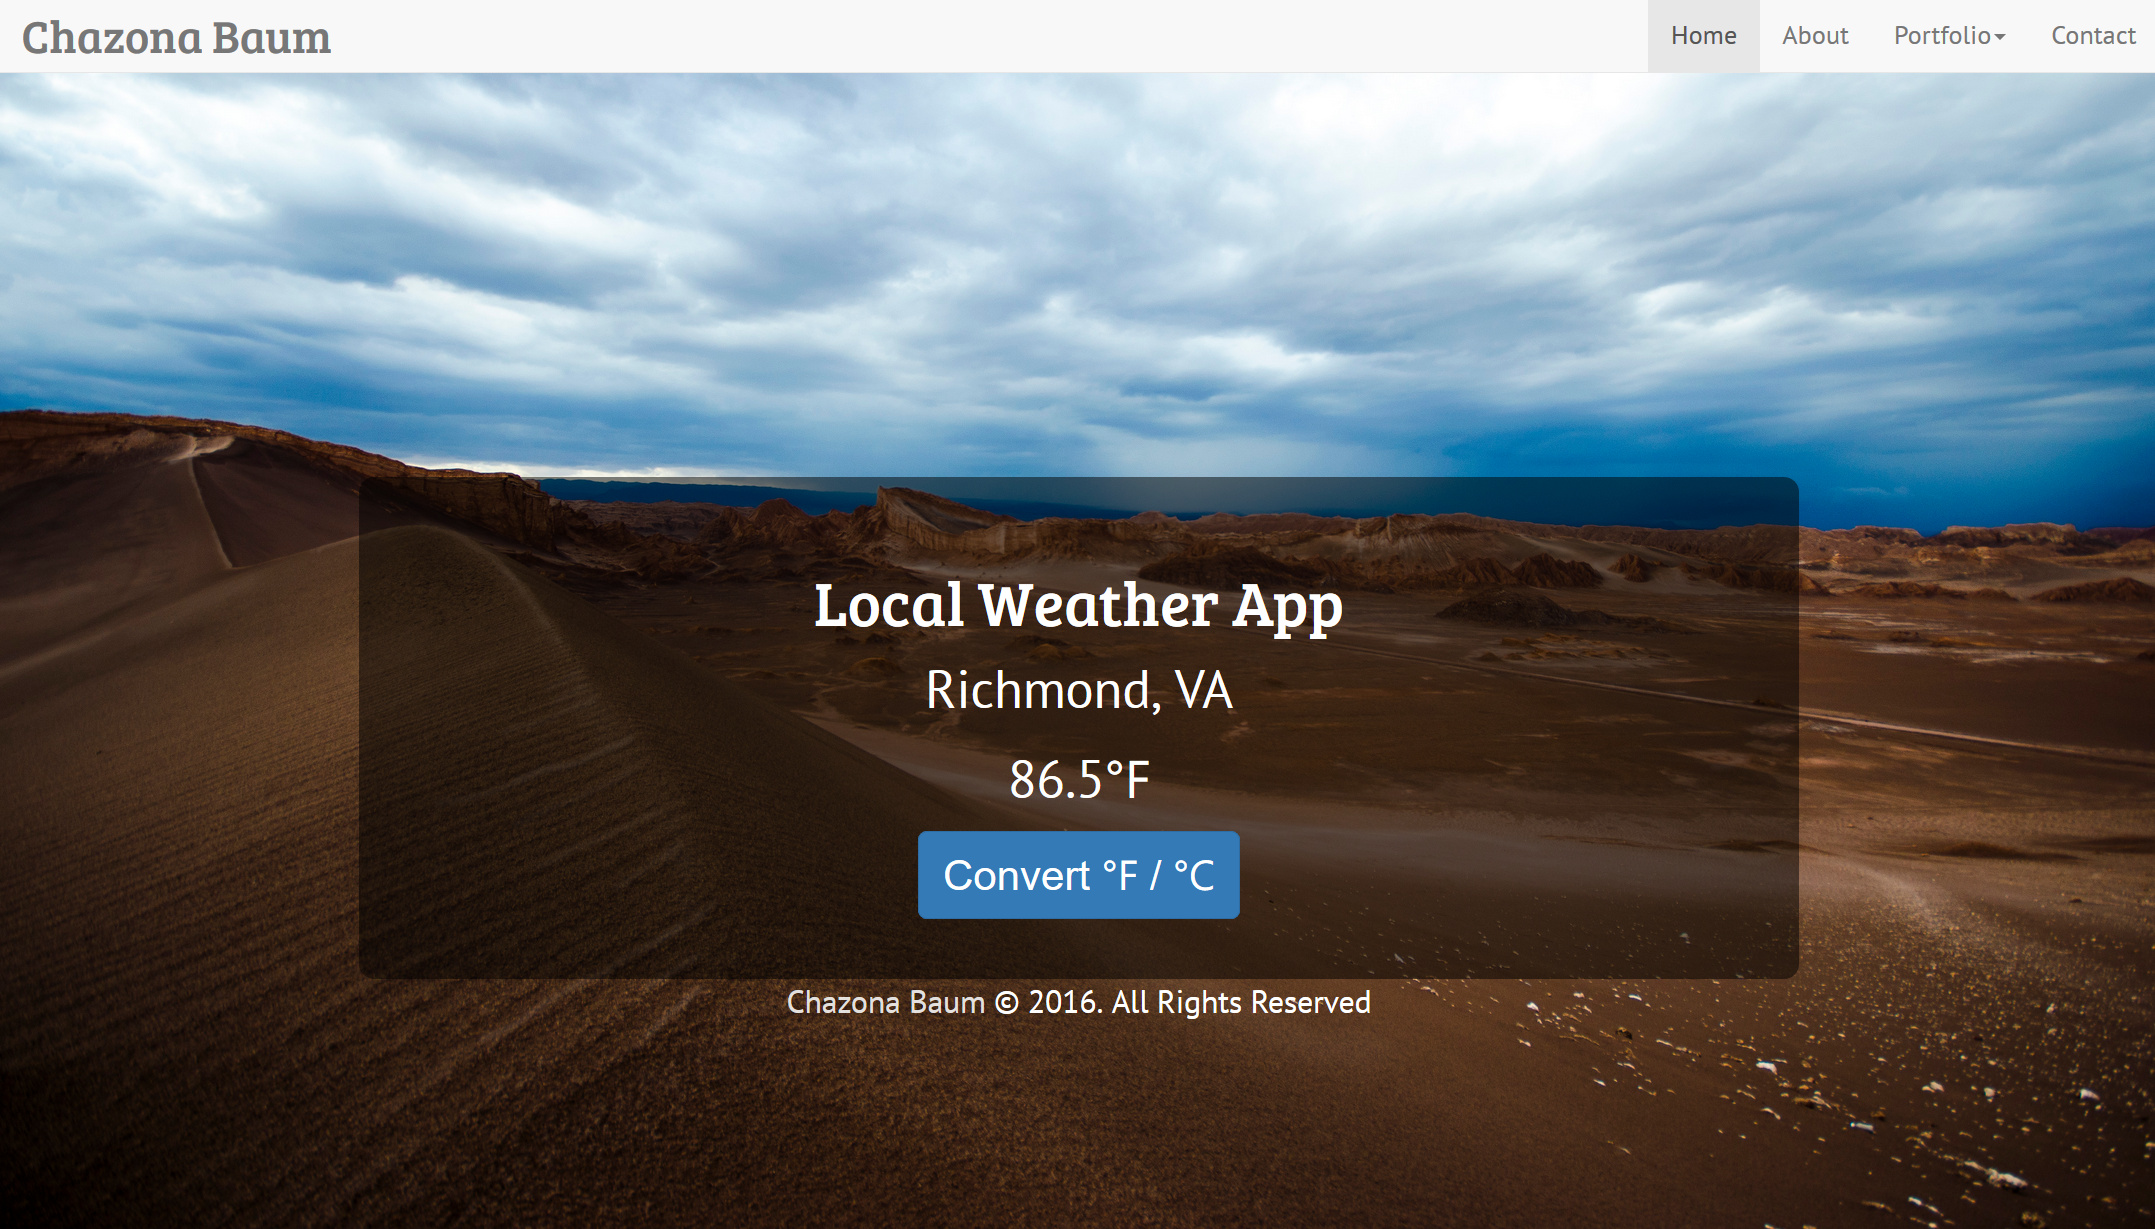 Chazona Baum
Home About Portfolio Contact
Local Weather App
Richmond, VA
86.5°F
Convert °F / °C
Chazona Baum © 2016. All Rights Reserved